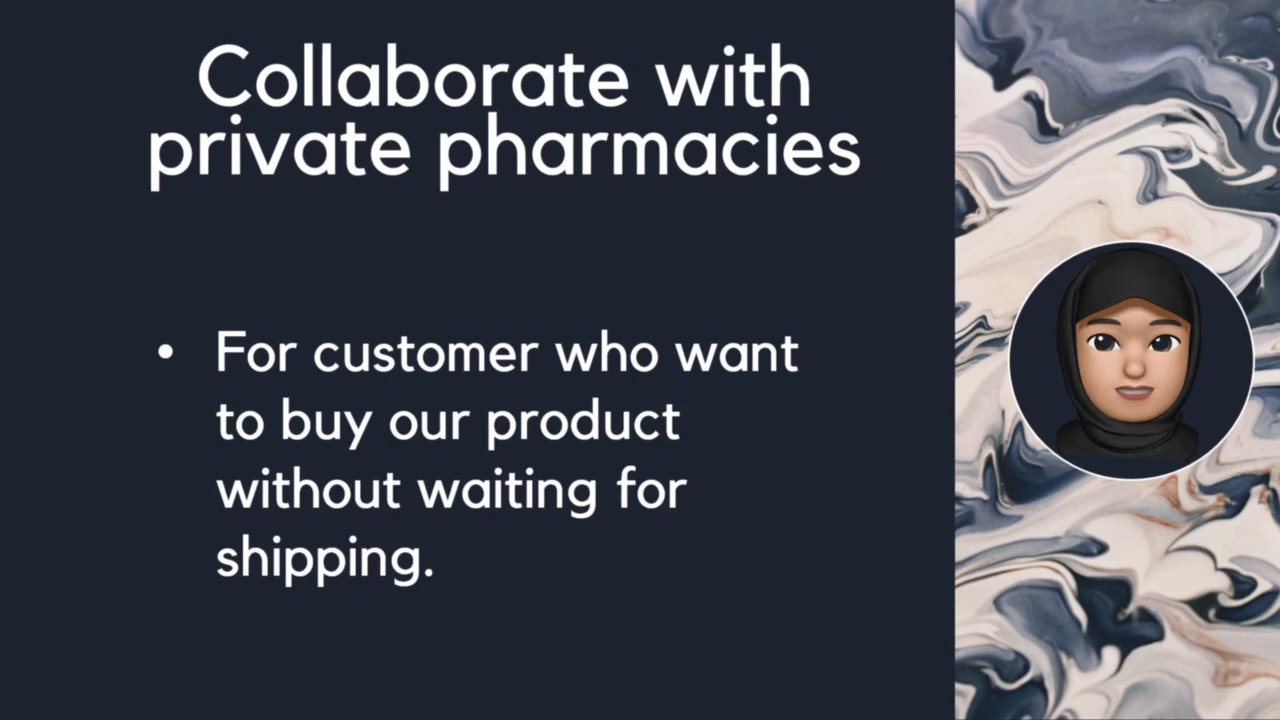 Collaborate with
private pharmacies
• For customer who want
to buy our product
without waiting for
shipping.